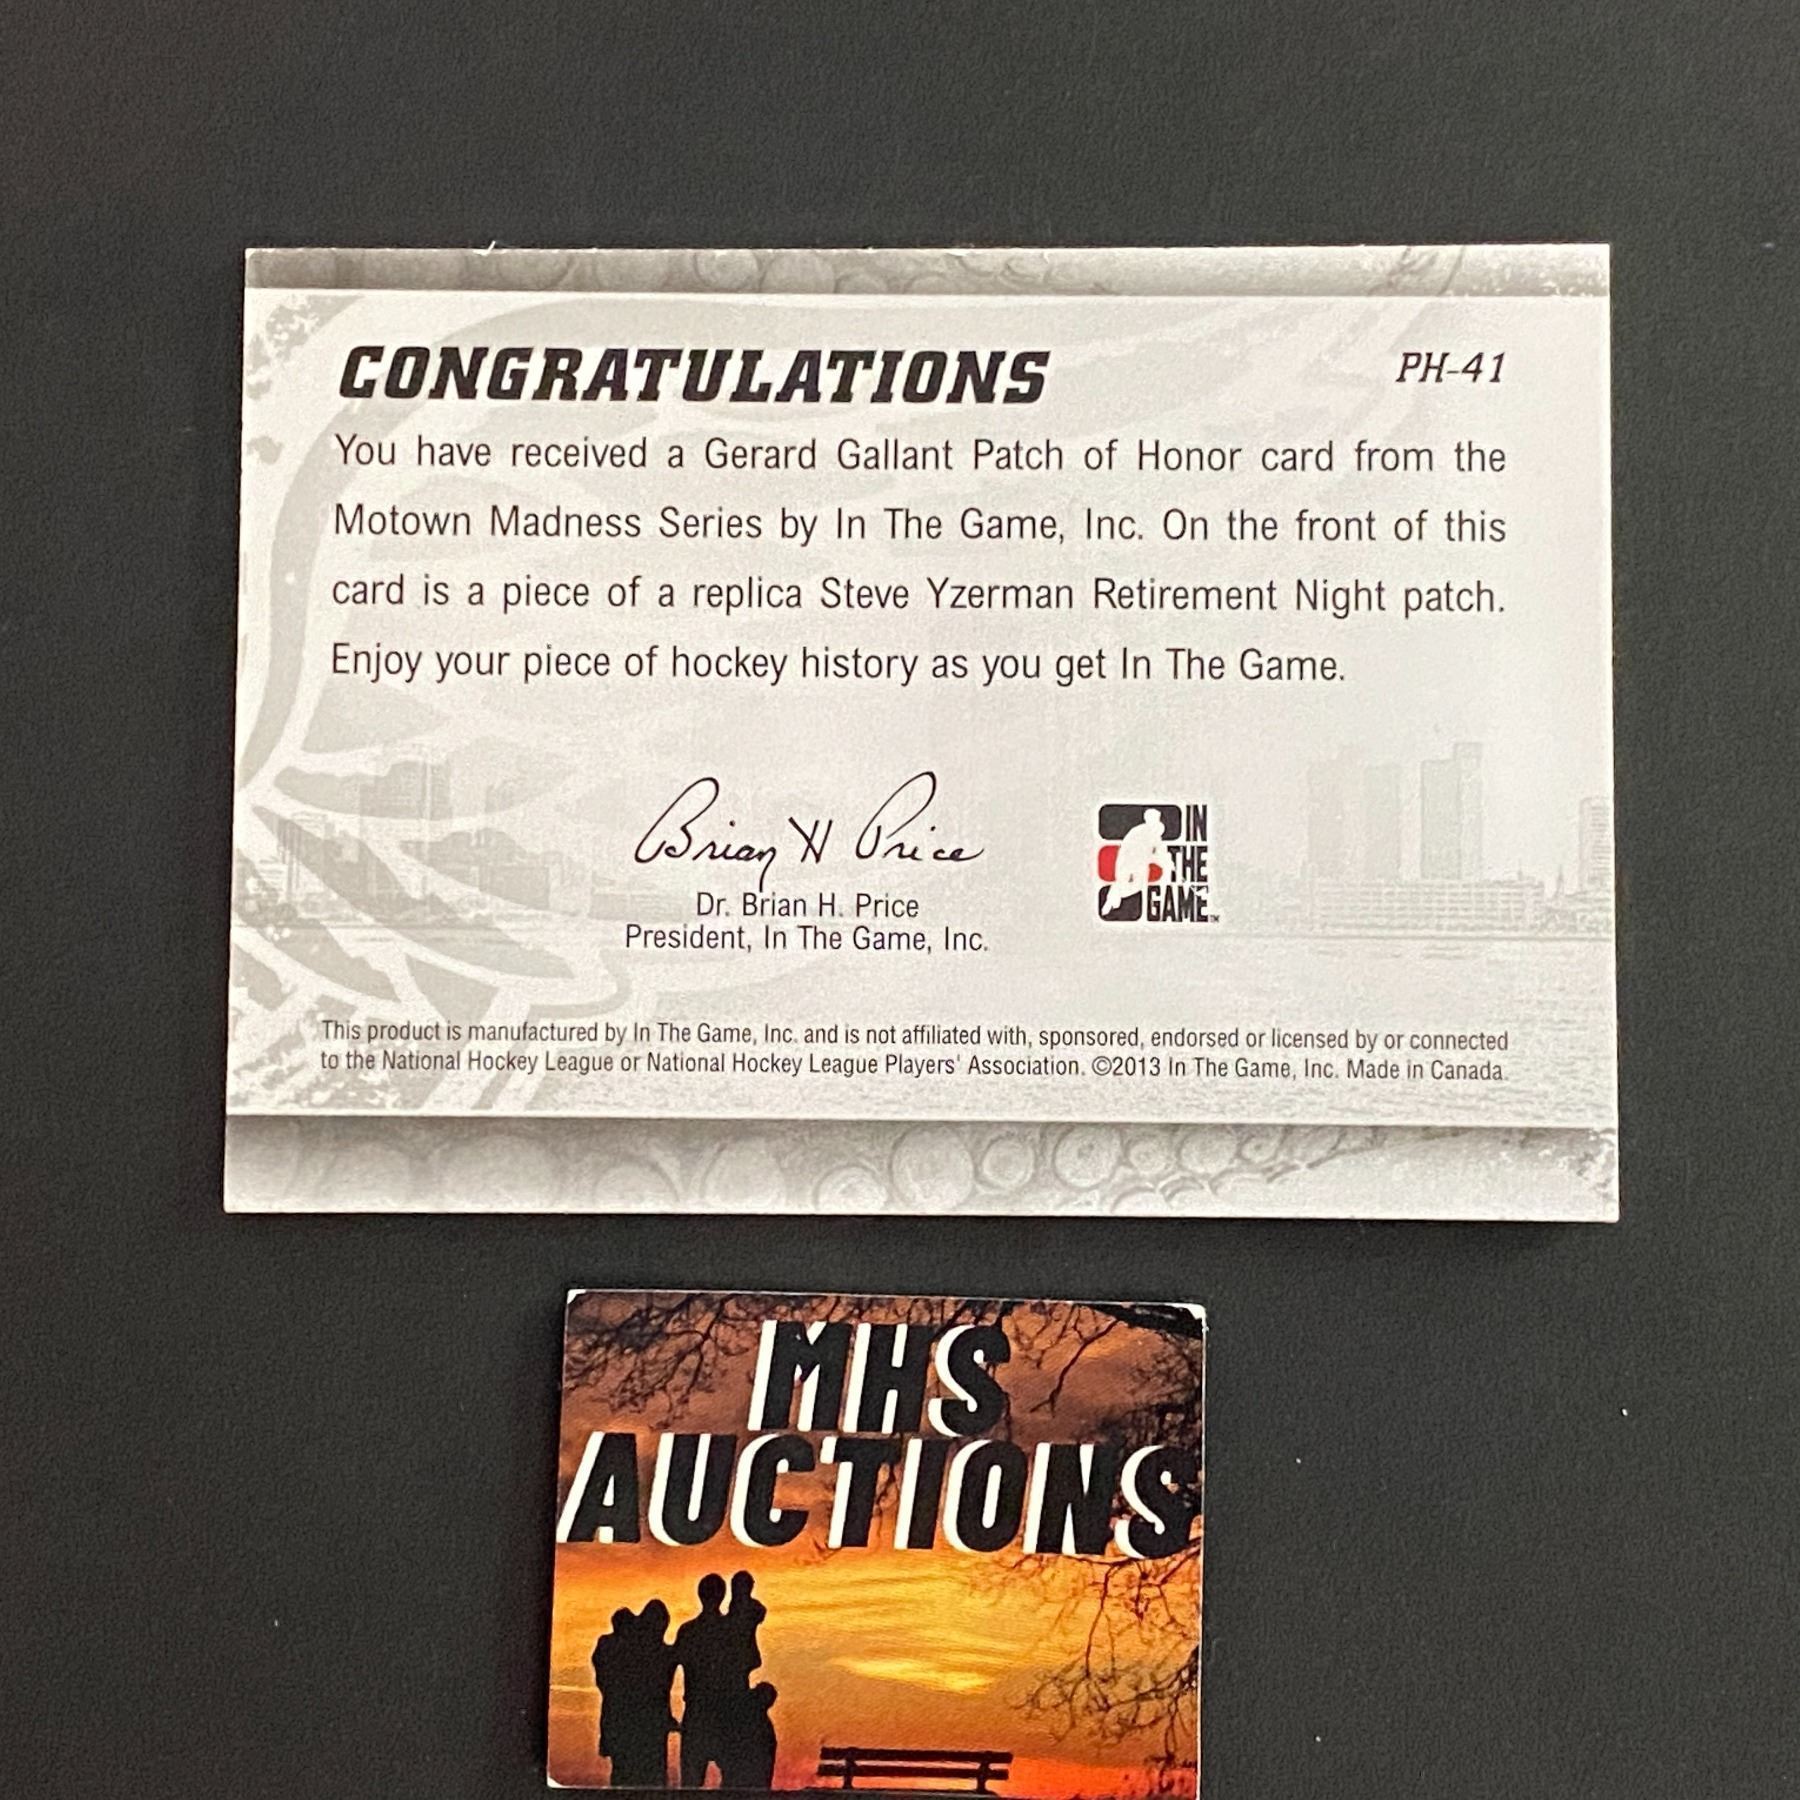 CONGRATULATIONS
PH-41
You have received a Gerard Gallant Patch of Honor card from the
Motown Madness Series by In The Game, Inc. On the front of this
card is a piece of a replica Steve Yzerman Retirement Night patch.
Enjoy your piece of hockey history as you get In The Game.
Brian H Price
Dr. Brian H. Price
President, In The Game, Inc.
IN
THE
GAME™
This product is manufactured by In The Game, Inc. and is not affiliated with, sponsored, endorsed or licensed by or connected
to the National Hockey League or National Hockey League Players' Association. ©2013 In The Game, Inc. Made in Canada.
MHS
AUCTIONS